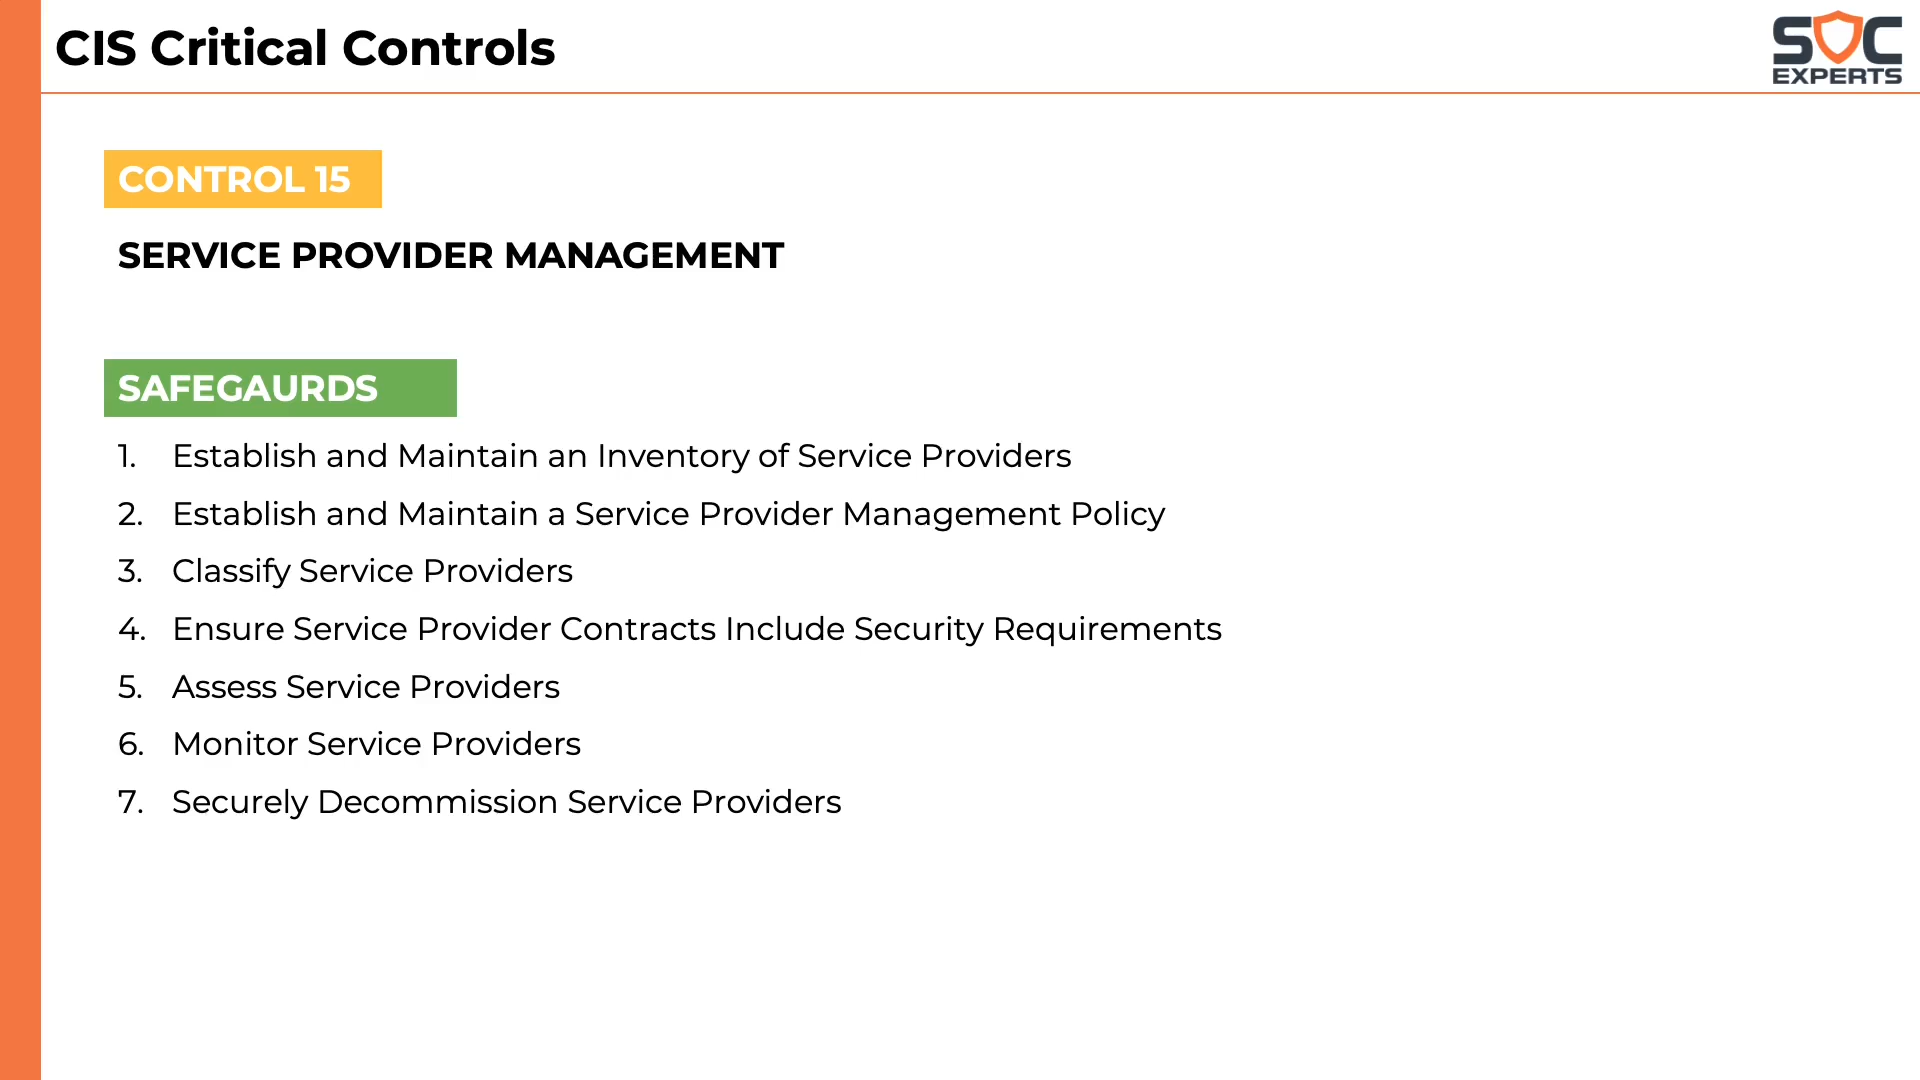 CIS Critical Controls
SOC
EXPERTS
CONTROL 15
SERVICE PROVIDER MANAGEMENT
SAFEGAURDS
1. Establish and Maintain an Inventory of Service Providers
2. Establish and Maintain a Service Provider Management Policy
3. Classify Service Providers
4. Ensure Service Provider Contracts Include Security Requirements
5. Assess Service Providers
6. Monitor Service Providers
7. Securely Decommission Service Providers